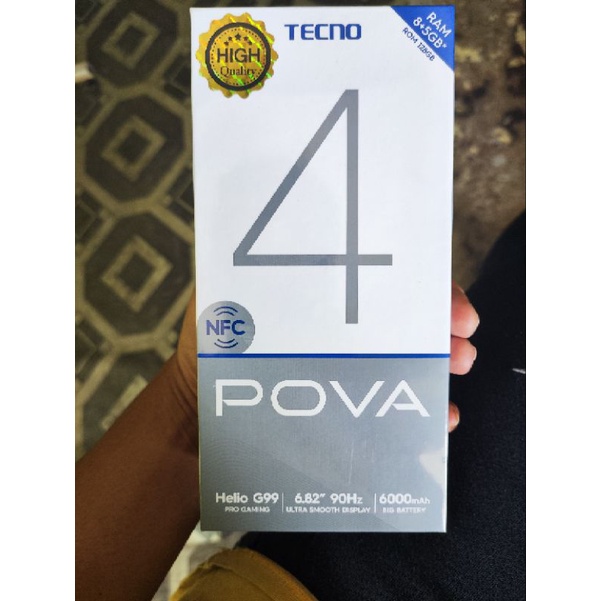 HIGH
Quality
TECNO
RAM
8+5GB*
ROM 128GB
4
NFC
POVA
Helio G99
PRO GAMING
6.82" 90Hz
ULTRA SMOOTH DISPLAY
6000mAh
BIG BATTERY